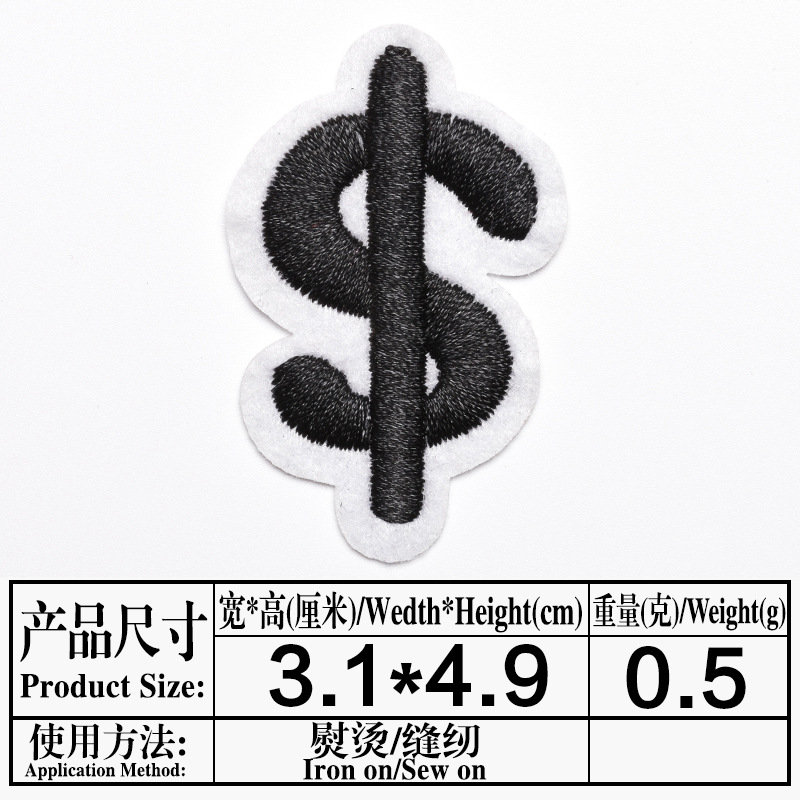 $
产品尺寸
Product Size:
宽*高(厘米)/Wedth*Height(cm)
重量(克)/Weight(g)
3.1*4.9
0.5
使用方法:
Application Method:
熨烫/缝纫
Iron on/Sew on